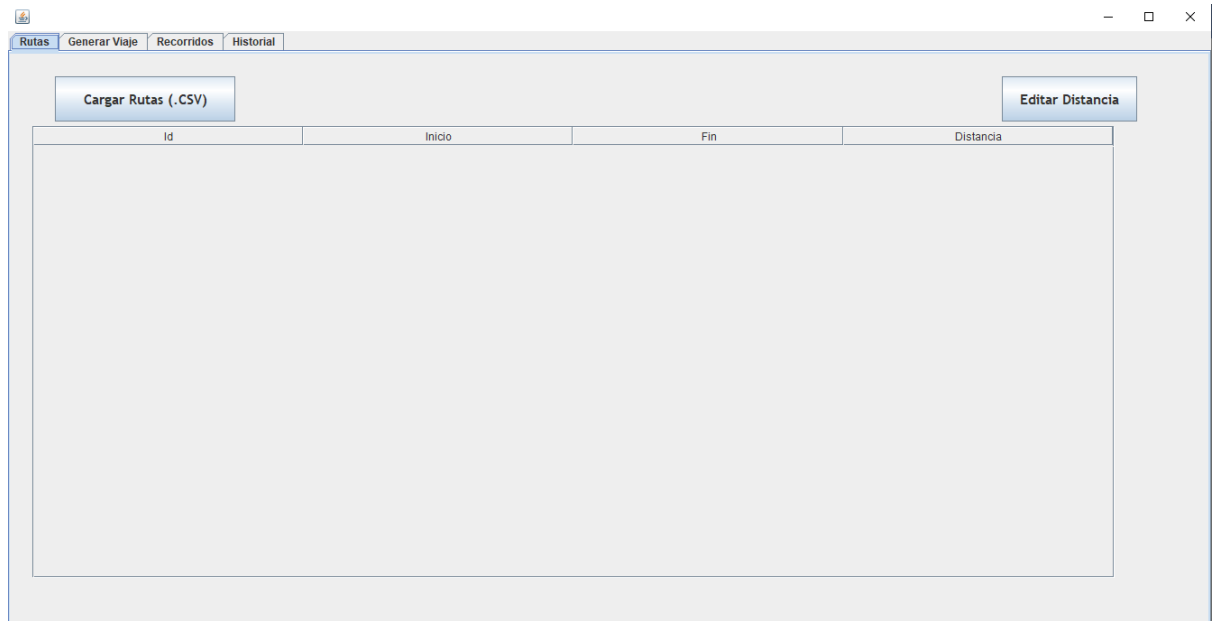 Rutas Generar Viaje Recorridos Historial
Cargar Rutas (.CSV) Editar Distancia
Id Inicio Fin Distancia